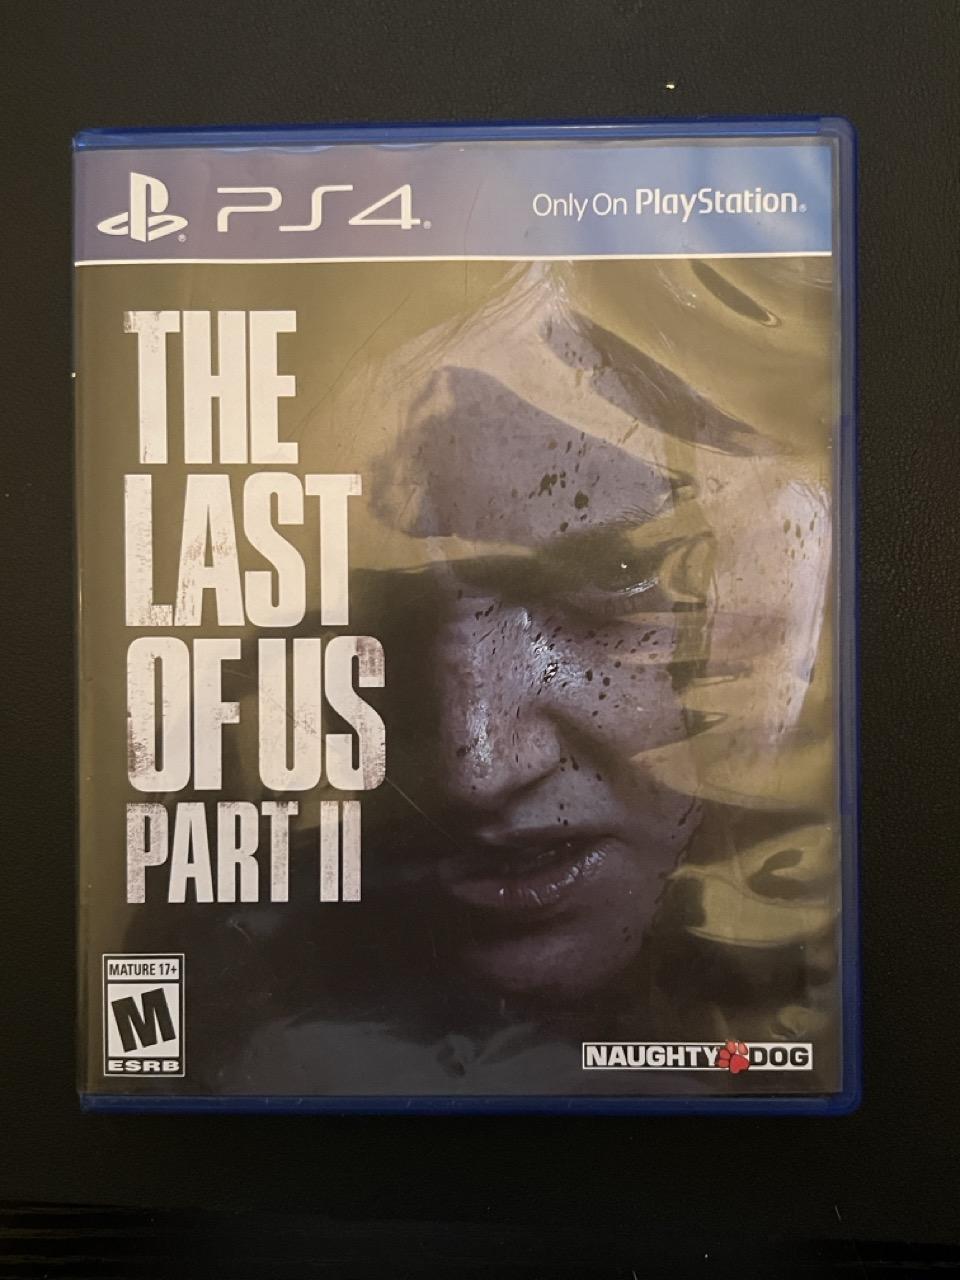 PS4®
Only On PlayStation®
THE
LAST
OF US
PART II
MATURE 17+
M
ESRB
NAUGHTY DOG